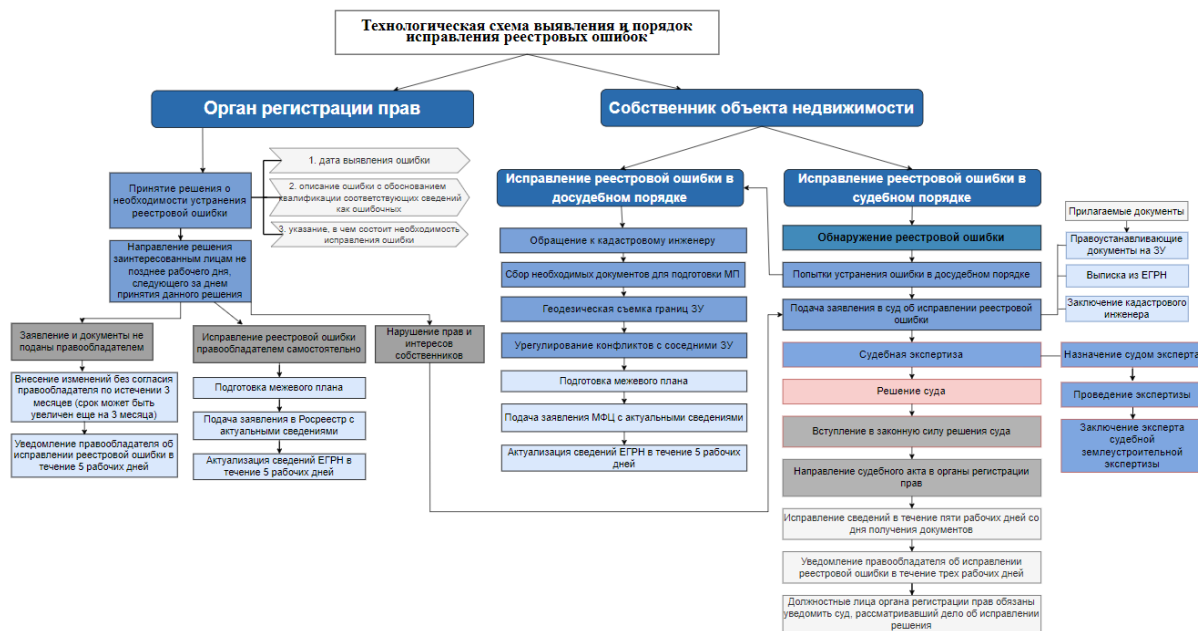 Технологическая схема выявления и порядок
исправления реестровых ошибок
Орган регистрации прав
Собственник объекта недвижимости
Принятие решения о
необходимости устранения
реестровой ошибки
1. дата выявления ошибки
2. описание ошибки с обоснованием
квалификации соответствующих сведений
как ошибочных
3. указание, в чем состоит необходимость
исправления ошибки
Направление решения
заинтересованным лицам не
позднее рабочего дня,
следующего за днем
принятия данного решения
Заявление и документы не
поданы правообладателем
Внесение изменений без согласия
правообладателя по истечении 3
месяцев (срок может быть
увеличен еще на 3 месяца)
Уведомление правообладателя об
исправлении реестровой ошибки в
течение 5 рабочих дней
Исправление реестровой ошибки
правообладателем самостоятельно
Подготовка межевого плана
Подача заявления в Росреестр с
актуальными сведениями
Актуализация сведений ЕГРН в
течение 5 рабочих дней
Нарушение прав и
интересов
собственников
Исправление реестровой ошибки в
досудебном порядке
Обращение к кадастровому инженеру
Сбор необходимых документов для подготовки МП
Геодезическая съемка границ ЗУ
Урегулирование конфликтов с соседними ЗУ
Подготовка межевого плана
Подача заявления МФЦ с актуальными сведениями
Актуализация сведений ЕГРН в течение 5 рабочих
дней
Исправление реестровой ошибки в
судебном порядке
Обнаружение реестровой ошибки
Попытки устранения ошибки в досудебном порядке
Подача заявления в суд об исправлении реестровой
ошибки
Судебная экспертиза
Решение суда
Вступление в законную силу решения суда
Направление судебного акта в органы регистрации
прав
Исправление сведений в течение пяти рабочих дней со
дня получения документов
Уведомление правообладателя об исправлении
реестровой ошибки в течение трех рабочих дней
Должностные лица органа регистрации прав обязаны
уведомить суд, рассматривавший дело об исправлении
решения
Прилагаемые документы
Правоустанавливающие
документы на ЗУ
Выписка из ЕГРН
Заключение кадастрового
инженера
Назначение судом эксперта
Проведение экспертизы
Заключение эксперта
судебной
землеустроительной
экспертизы